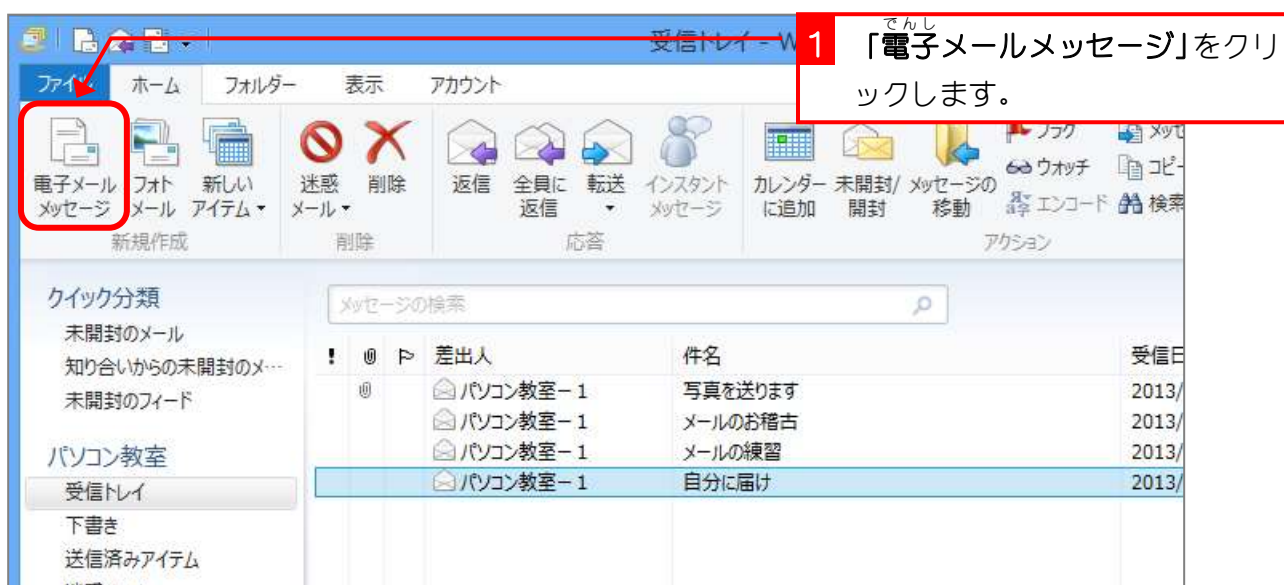 受信トレイ - W
1 「電子メールメッセージ」をクリ
でんし
ックします。
ファイル ホーム フォルダー 表示 アカウント
電子メール メッセージ
フォト メール
新しい アイテム
迷惑 メール
削除
返信
全員に 返信
転送
インスタント メッセージ
カレンダー に追加
未開封/ 開封
メッセージの 移動
フラグ
ウォッチ
エンコード
メッセ
コピー
検索
新規作成 削除 応答 アクション
クイック分類
未開封のメール
知り合いからの未開封のメ…
未開封のフィード
パソコン教室
受信トレイ
下書き
送信済みアイテム
メッセージの検索
! 差出人 件名 受信日
パソコン教室－1 写真を送ります 2013/
パソコン教室－1 メールのお稽古 2013/
パソコン教室－1 メールの練習 2013/
パソコン教室－1 自分に届け 2013/